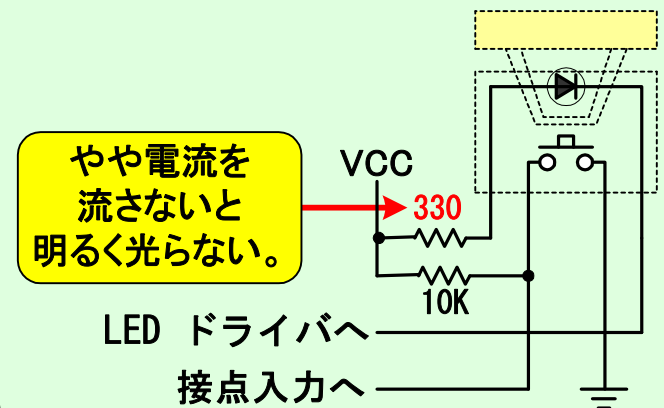 やや電流を
流さないと
明るく光らない。
VCC
330
10K
LED ドライバへ
接点入力へ